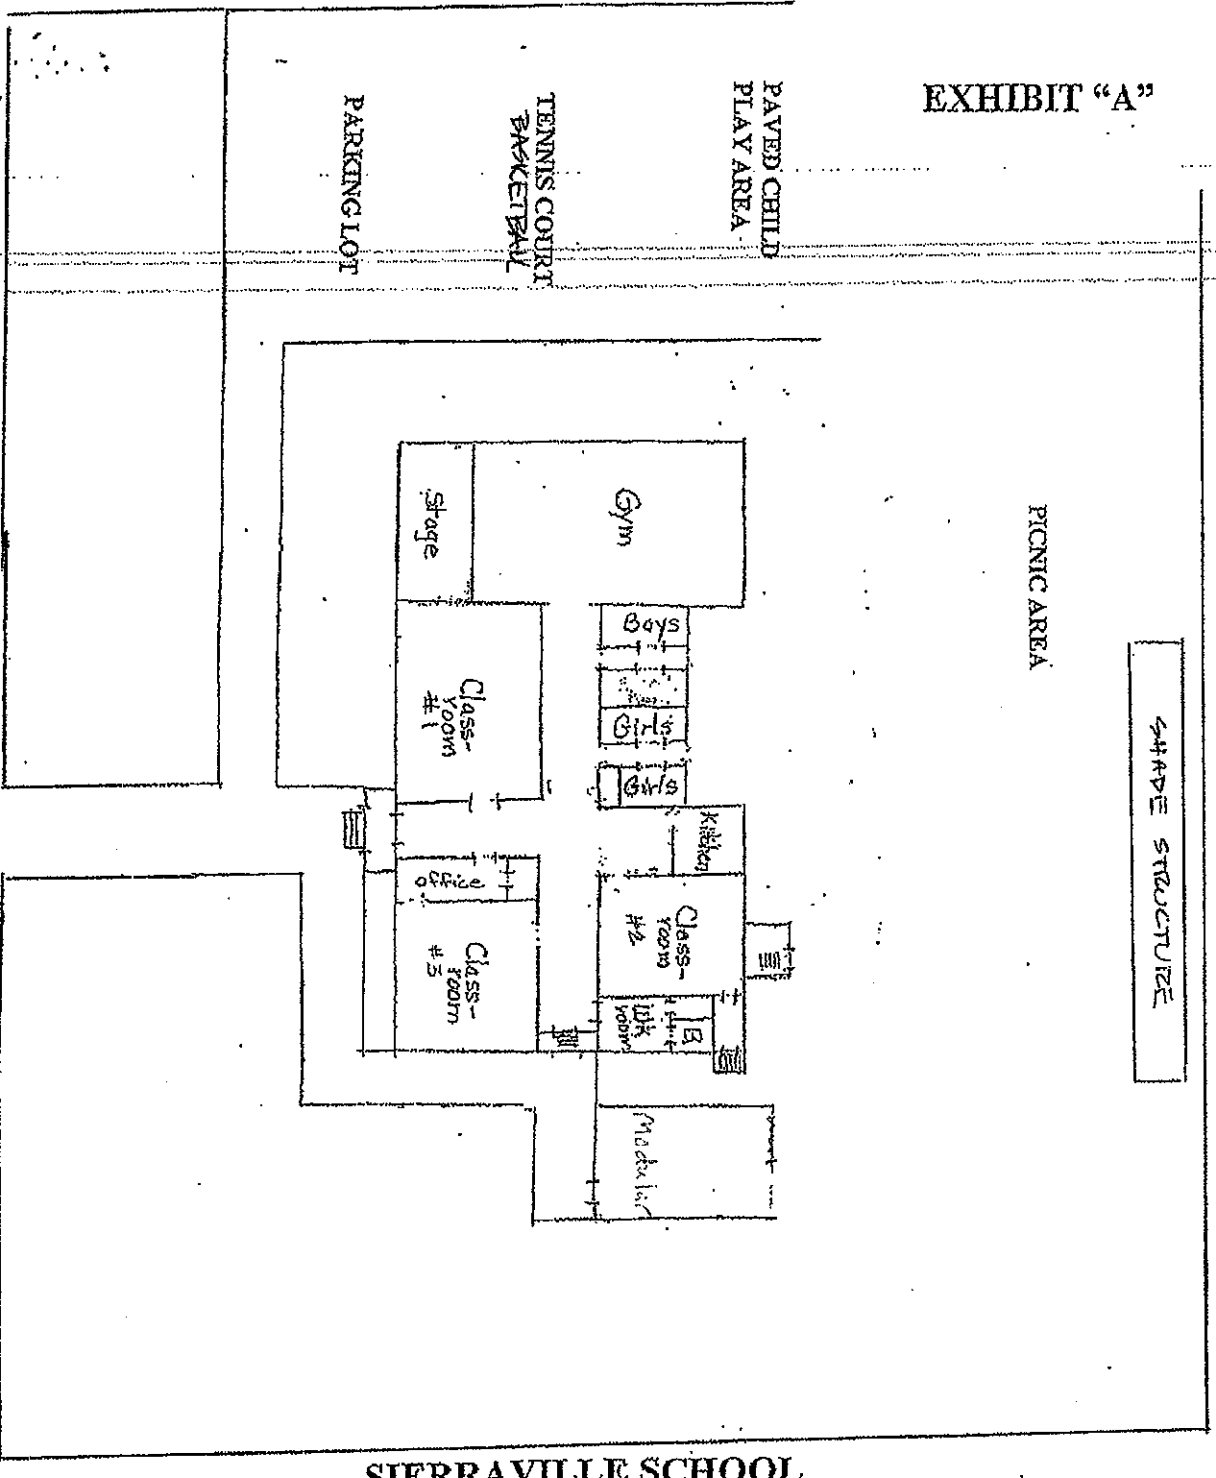 EXHIBIT “A”
PAVED CHILD
PLAY AREA
TENNIS COURT
BASKETBALL
PARKING LOT
PICNIC AREA
SHADE STRUCTURE
Gym
Stage
Boys
Girls
Girls
Kitchen
Class-
room
#1
Class-
room
#2
office
Class-
room
#3
Wk
room
B
Modular
SIERRAVILLE SCHOOL